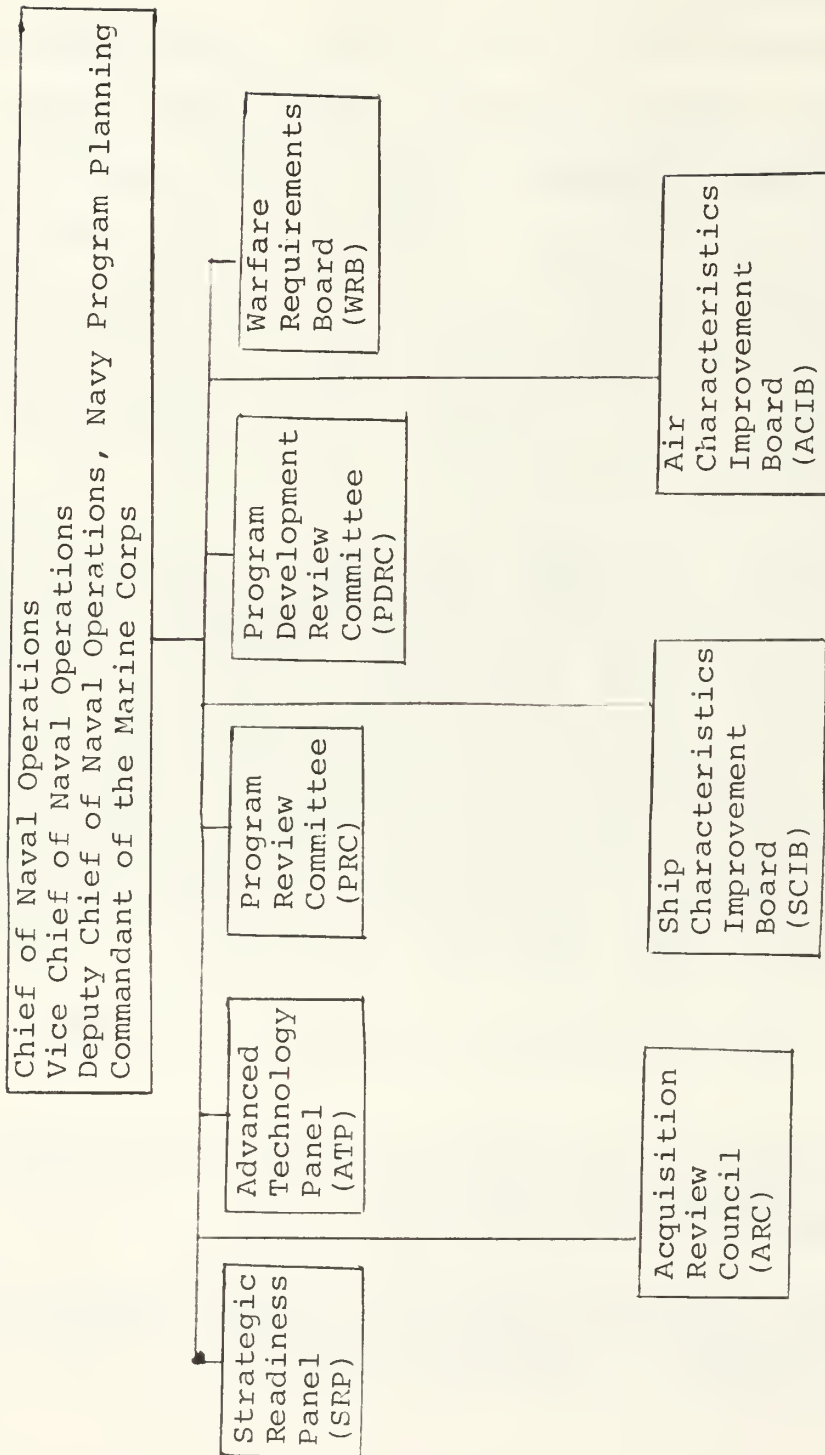 Chief of Naval Operations
Vice Chief of Naval Operations
Deputy Chief of Naval Operations, Navy Program Planning
Commandant of the Marine Corps
Strategic
Readiness
Panel
(SRP)
Advanced
Technology
Panel
(ATP)
Program
Review
Committee
(PRC)
Program
Development
Review
Committee
(PDRC)
Warfare
Requirements
Board
(WRB)
Acquisition
Review
Council
(ARC)
Ship
Characteristics
Improvement
Board
(SCIB)
Air
Characteristics
Improvement
Board
(ACIB)